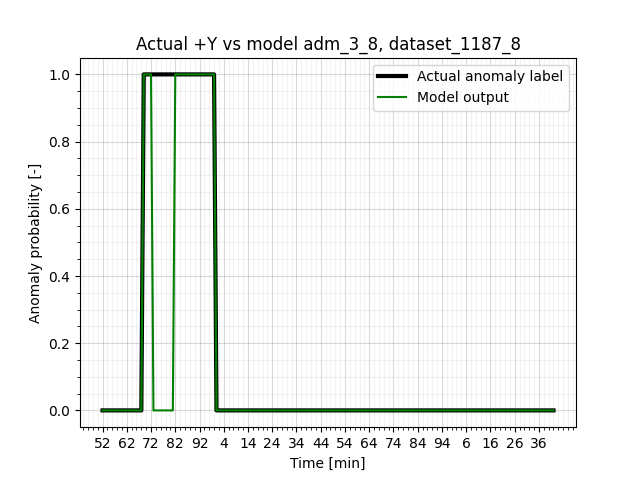 Actual +Y vs model adm_3_8, dataset_1187_8
Actual anomaly label
Model output
1.0
0.8
0.6
0.4
0.2
0.0
Anomaly probability [-]
52 62 72 82 92 4 14 24 34 44 54 64 74 84 94 6 16 26 36
Time [min]